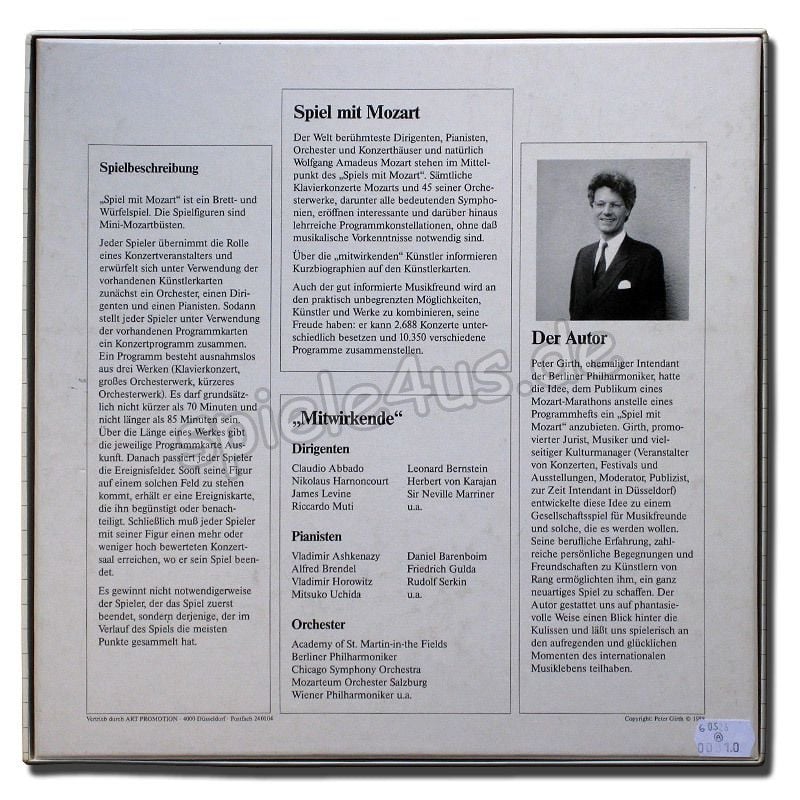 Spielbeschreibung
„Spiel mit Mozart“ ist ein Brett- und
Würfelspiel. Die Spielfiguren sind
Mini-Mozartbüsten.
Jeder Spieler übernimmt die Rolle
eines Konzertveranstalters und
erwürfelt sich unter Verwendung der
vorhandenen Künstlerkarten
zunächst ein Orchester, einen Diri-
genten und einen Pianisten. Sodann
stellt jeder Spieler unter Verwendung
der vorhandenen Programmkarten
ein Konzertprogramm zusammen.
Ein Programm besteht ausnahmslos
aus drei Werken (Klavierkonzert,
großes Orchesterwerk, kürzeres
Orchesterwerk). Es darf grundsätz-
lich nicht kürzer als 70 Minuten und
nicht länger als 85 Minuten sein.
Über die Länge eines Werkes gibt
die jeweilige Programmkarte Aus-
kunft. Danach passiert jeder Spieler
die Ereignisfelder. Sooft seine Figur
auf einem solchen Feld zu stehen
kommt, erhält er eine Ereigniskarte,
die ihn begünstigt oder benach-
teiligt. Schließlich muß jeder Spieler
mit seiner Figur einen mehr oder
weniger hoch bewerteten Konzert-
saal erreichen, wo er sein Spiel been-
det.
Es gewinnt nicht notwendigerweise
der Spieler, der das Spiel zuerst
beendet, sondern derjenige, der im
Verlauf des Spiels die meisten
Punkte gesammelt hat.
Vertrieb durch ART PROMOTION · 4000 Düsseldorf · Postfach 240104
Spiel mit Mozart
Der Welt berühmteste Dirigenten, Pianisten,
Orchester und Konzerthäuser und natürlich
Wolfgang Amadeus Mozart stehen im Mittel-
punkt des „Spiels mit Mozart“. Sämtliche
Klavierkonzerte Mozarts und 45 seiner Orche-
sterwerke, darunter alle bedeutenden Sympho-
nien, eröffnen interessante und darüber hinaus
lehrreiche Programmkonstellationen, ohne daß
musikalische Vorkenntnisse notwendig sind.
Über die „mitwirkenden“ Künstler informieren
Kurzbiographien auf den Künstlerkarten.
Auch der gut informierte Musikfreund wird an
den praktisch unbegrenzten Möglichkeiten,
Künstler und Werke zu kombinieren, seine
Freude haben: er kann 2.688 Konzerte unter-
schiedlich besetzen und 10.350 verschiedene
Programme zusammenstellen.
„Mitwirkende“
Dirigenten
Claudio Abbado Leonard Bernstein
Nikolaus Harnoncourt Herbert von Karajan
James Levine Sir Neville Marriner
Riccardo Muti u.a.
Pianisten
Vladimir Ashkenazy Daniel Barenboim
Alfred Brendel Friedrich Gulda
Vladimir Horowitz Rudolf Serkin
Mitsuko Uchida u.a.
Orchester
Academy of St. Martin-in-the Fields
Berliner Philharmoniker
Chicago Symphony Orchestra
Mozarteum Orchester Salzburg
Wiener Philharmoniker u.a.
Der Autor
Peter Girth, ehemaliger Intendant
der Berliner Philharmoniker, hatte
die Idee, dem Publikum eines
Mozart-Marathons anstelle eines
Programmhefts ein „Spiel mit
Mozart“ anzubieten. Girth, promo-
vierter Jurist, Musiker und viel-
seitiger Kulturmanager (Veranstalter
von Konzerten, Festivals und
Ausstellungen, Moderator, Publizist,
zur Zeit Intendant in Düsseldorf)
entwickelte diese Idee zu einem
Gesellschaftsspiel für Musikfreunde
und solche, die es werden wollen.
Seine berufliche Erfahrung, zahl-
reiche persönliche Begegnungen und
Freundschaften zu Künstlern von
Rang ermöglichten ihm, ein ganz
neuartiges Spiel zu schaffen. Der
Autor gestattet uns auf phantasie-
volle Weise einen Blick hinter die
Kulissen und läßt uns spielerisch an
den aufregenden und glücklichen
Momenten des internationalen
Musiklebens teilhaben.
Copyright: Peter Girth ©
spiele4us.de